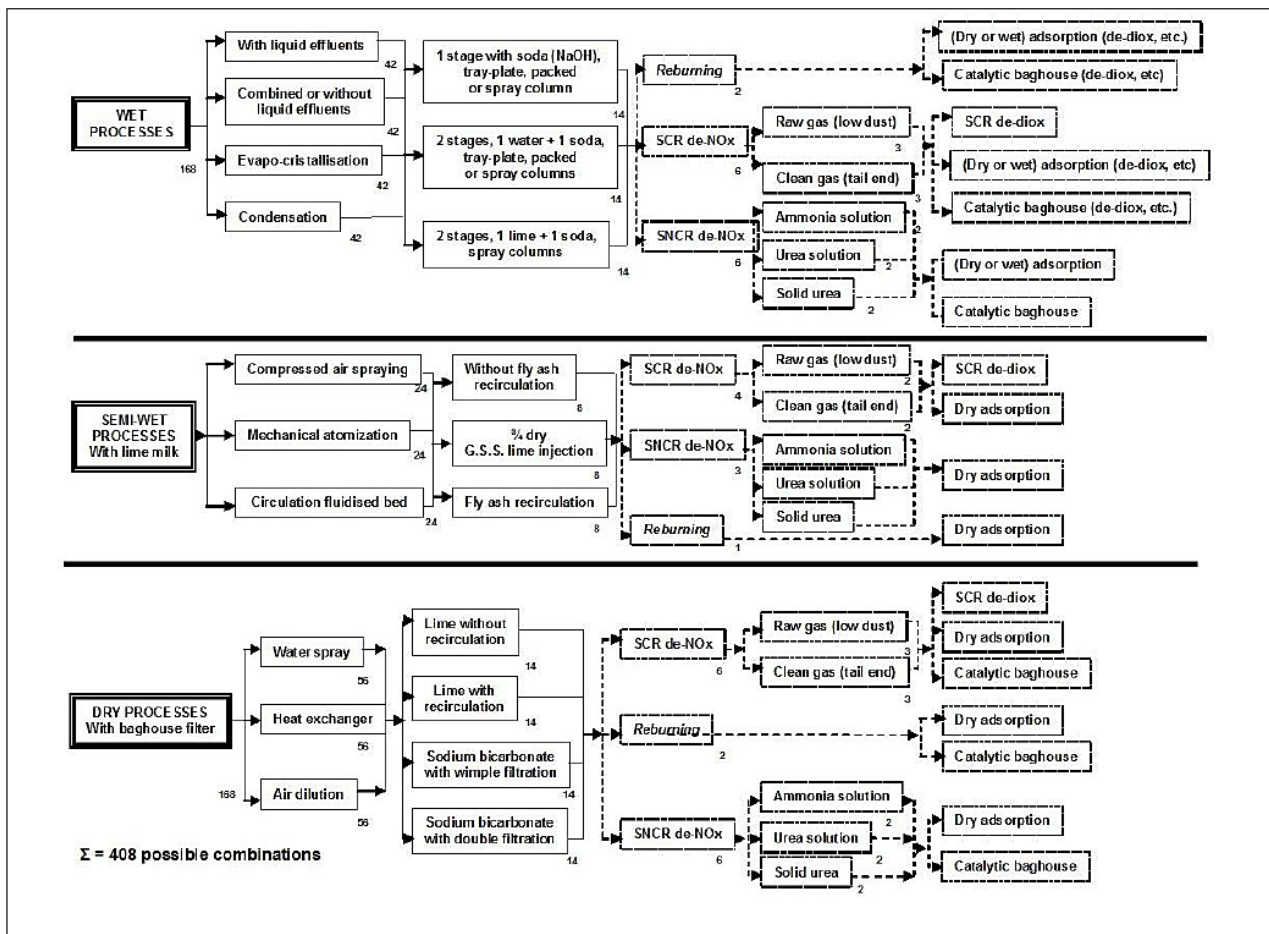 With liquid effluents
42
Combined or without
liquid effluents
42
Evapo-cristallisation
42
Condensation
42
WET
PROCESSES
168
1 stage with soda (NaOH),
tray-plate, packed
or spray column
14
2 stages, 1 water + 1 soda,
tray-plate, packed
or spray columns
14
2 stages, 1 lime + 1 soda,
spray columns
14
Reburning
2
SCR de-NOx
6
SNCR de-NOx
6
Raw gas (low dust)
3
Clean gas (tail end)
3
Ammonia solution
2
Urea solution
2
Solid urea
2
(Dry or wet) adsorption (de-diox, etc.)
Catalytic baghouse (de-diox, etc)
SCR de-diox
(Dry or wet) adsorption (de-diox, etc)
Catalytic baghouse (de-diox, etc.)
(Dry or wet) adsorption
Catalytic baghouse
SEMI-WET
PROCESSES
With lime milk
Compressed air spraying
24
Mechanical atomization
24
Circulation fluidised bed
24
Without fly ash
recirculation
8
¾ dry
G.S.S. lime injection
8
Fly ash recirculation
8
SCR de-NOx
4
SNCR de-NOx
3
Reburning
1
Raw gas (low dust)
2
Clean gas (tail end)
2
Ammonia solution
Urea solution
Solid urea
SCR de-diox
Dry adsorption
Dry adsorption
Dry adsorption
DRY PROCESSES
With baghouse filter
168
Water spray
56
Heat exchanger
56
Air dilution
56
Lime without
recirculation
14
Lime with
recirculation
14
Sodium bicarbonate
with wimple filtration
14
Sodium bicarbonate
with double filtration
14
SCR de-NOx
6
Reburning
2
SNCR de-NOx
6
Raw gas (low dust)
3
Clean gas (tail end)
3
Ammonia solution
2
Urea solution
2
Solid urea
2
SCR de-diox
Dry adsorption
Catalytic baghouse
Dry adsorption
Catalytic baghouse
Dry adsorption
Catalytic baghouse
Σ = 408 possible combinations